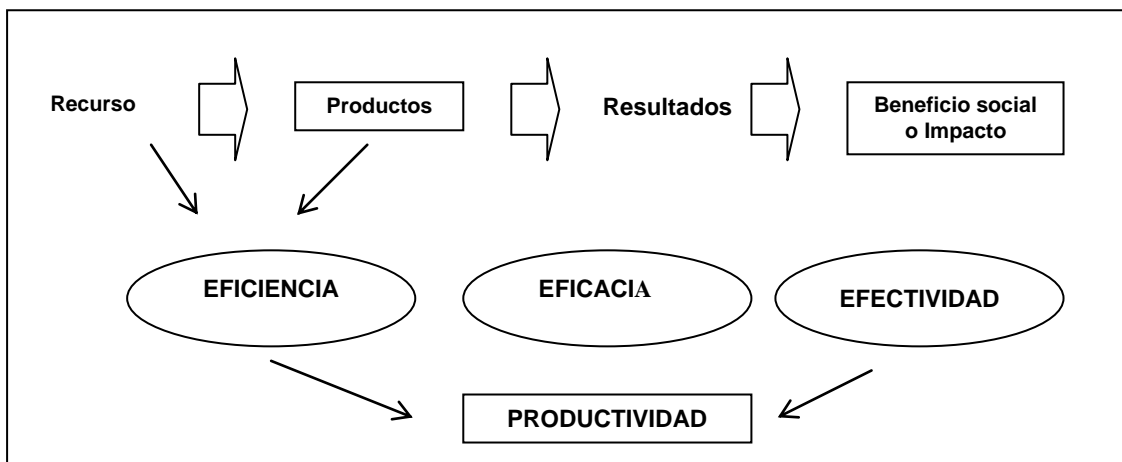 Recurso
Productos
Resultados
Beneficio social
o Impacto
EFICIENCIA
EFICACIA
EFECTIVIDAD
PRODUCTIVIDAD